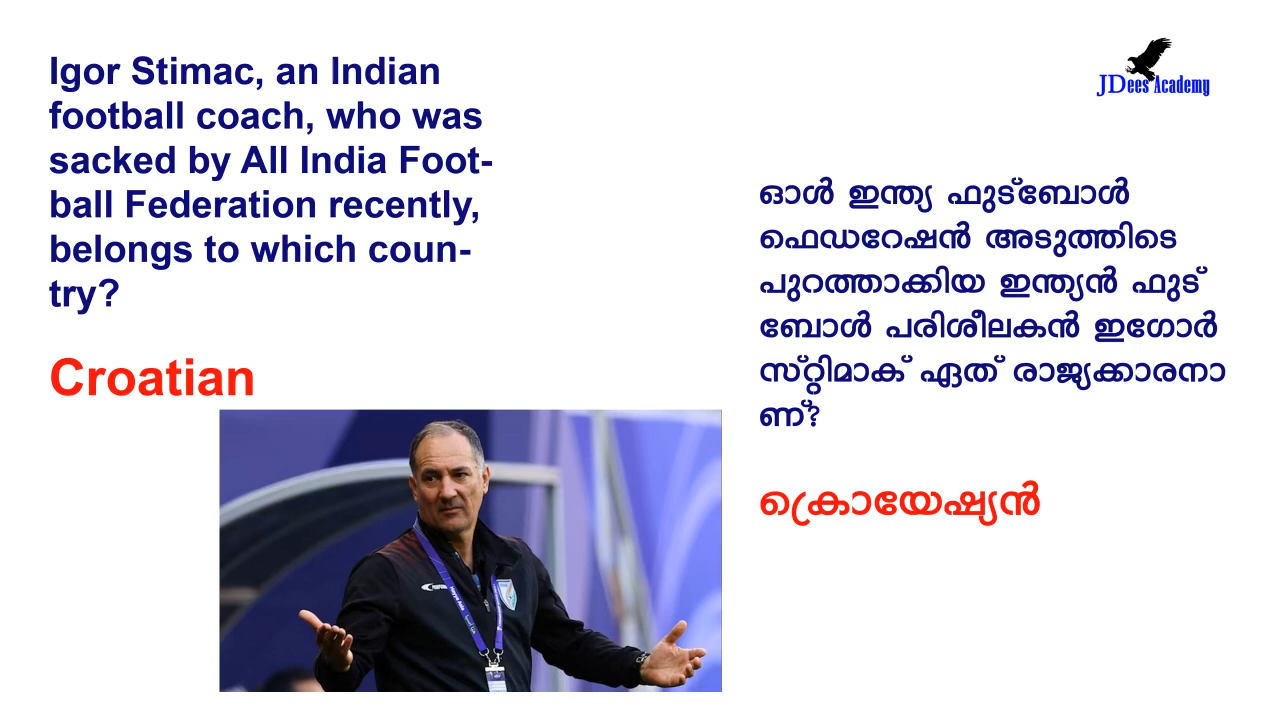 Igor Stimac, an Indian
football coach, who was
sacked by All India Foot-
ball Federation recently,
belongs to which coun-
try?
Croatian
JDees Academy
ഓൾ ഇന്ത്യ ഫുട്ബോൾ
ഫെഡറേഷൻ അടുത്തിടെ
പുറത്താക്കിയ ഇന്ത്യൻ ഫുട്
ബോൾ പരിശീലകൻ ഇഗോർ
സ്റ്റിമാക് ഏത് രാജ്യക്കാരനാ
ണ്?
ക്രൊയേഷ്യൻ